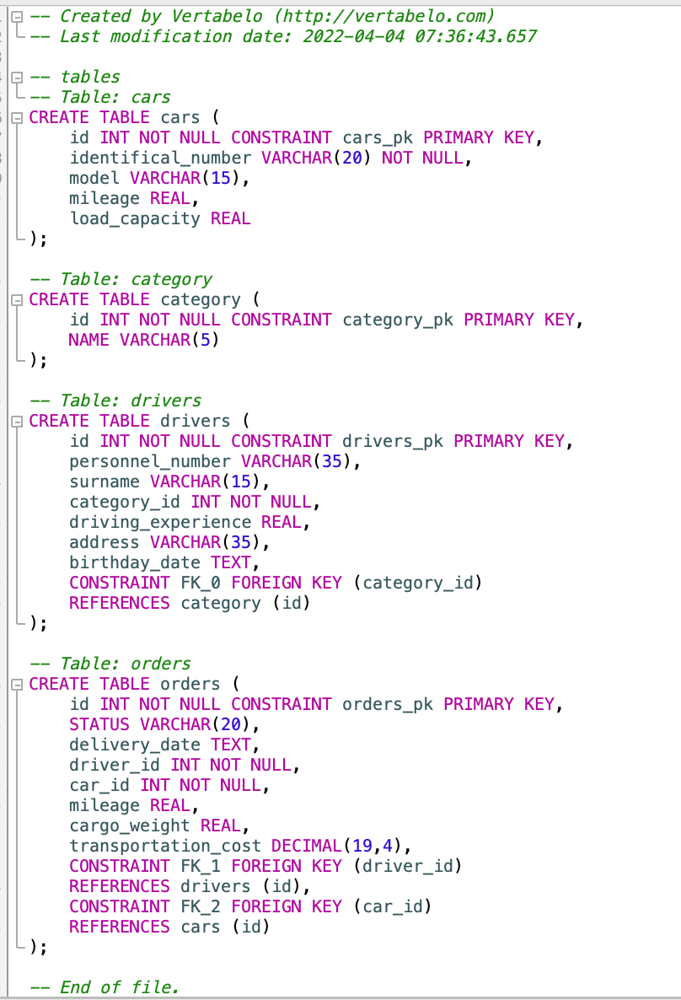 -- Created by Vertabelo (http://vertabelo.com)
-- Last modification date: 2022-04-04 07:36:43.657
-- tables
-- Table: cars
CREATE TABLE cars (
id INT NOT NULL CONSTRAINT cars_pk PRIMARY KEY,
identifical_number VARCHAR(20) NOT NULL,
model VARCHAR(15),
mileage REAL,
load_capacity REAL
);
-- Table: category
CREATE TABLE category (
id INT NOT NULL CONSTRAINT category_pk PRIMARY KEY,
NAME VARCHAR(5)
);
-- Table: drivers
CREATE TABLE drivers (
id INT NOT NULL CONSTRAINT drivers_pk PRIMARY KEY,
personnel_number VARCHAR(35),
surname VARCHAR(15),
category_id INT NOT NULL,
driving_experience REAL,
address VARCHAR(35),
birthday_date TEXT,
CONSTRAINT FK_0 FOREIGN KEY (category_id)
REFERENCES category (id)
);
-- Table: orders
CREATE TABLE orders (
id INT NOT NULL CONSTRAINT orders_pk PRIMARY KEY,
STATUS VARCHAR(20),
delivery_date TEXT,
driver_id INT NOT NULL,
car_id INT NOT NULL,
mileage REAL,
cargo_weight REAL,
transportation_cost DECIMAL(19,4),
CONSTRAINT FK_1 FOREIGN KEY (driver_id)
REFERENCES drivers (id),
CONSTRAINT FK_2 FOREIGN KEY (car_id)
REFERENCES cars (id)
);
-- End of file.